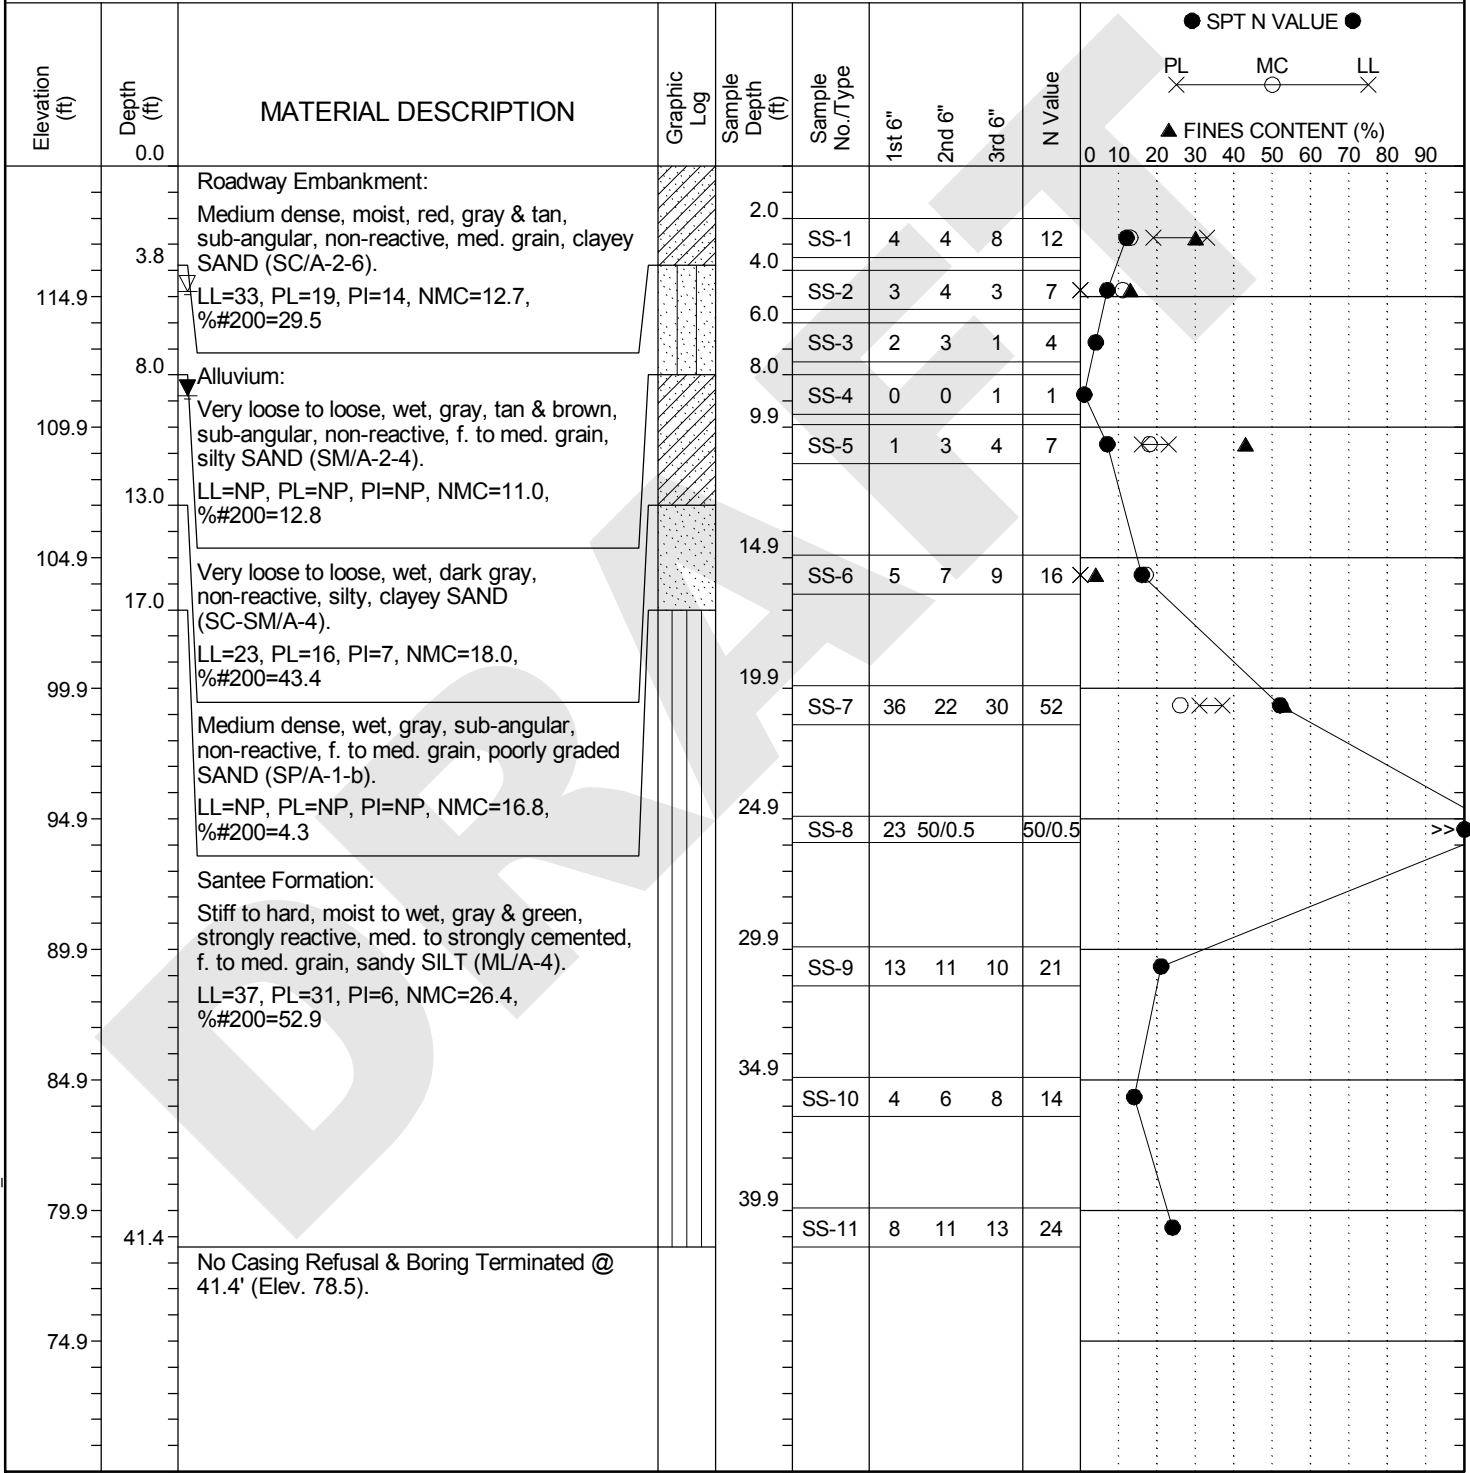 ● SPT N VALUE ●
PL MC LL
▲ FINES CONTENT (%)
0 10 20 30 40 50 60 70 80 90
Elevation
(ft)
Depth
(ft)
0.0
MATERIAL DESCRIPTION
Graphic
Log
Sample
Depth
(ft)
Sample
No./Type
1st 6"
2nd 6"
3rd 6"
N Value
Roadway Embankment:
Medium dense, moist, red, gray & tan,
sub-angular, non-reactive, med. grain, clayey
SAND (SC/A-2-6).
LL=33, PL=19, PI=14, NMC=12.7,
%#200=29.5
Alluvium:
Very loose to loose, wet, gray, tan & brown,
sub-angular, non-reactive, f. to med. grain,
silty SAND (SM/A-2-4).
LL=NP, PL=NP, PI=NP, NMC=11.0,
%#200=12.8
Very loose to loose, wet, dark gray,
non-reactive, silty, clayey SAND
(SC-SM/A-4).
LL=23, PL=16, PI=7, NMC=18.0,
%#200=43.4
Medium dense, wet, gray, sub-angular,
non-reactive, f. to med. grain, poorly graded
SAND (SP/A-1-b).
LL=NP, PL=NP, PI=NP, NMC=16.8,
%#200=4.3
Santee Formation:
Stiff to hard, moist to wet, gray & green,
strongly reactive, med. to strongly cemented,
f. to med. grain, sandy SILT (ML/A-4).
LL=37, PL=31, PI=6, NMC=26.4,
%#200=52.9
No Casing Refusal & Boring Terminated @
41.4' (Elev. 78.5).
114.9
109.9
104.9
99.9
94.9
89.9
84.9
79.9
74.9
3.8
8.0
13.0
17.0
41.4
2.0
SS-1 4 4 8 12
4.0
SS-2 3 4 3 7
6.0
SS-3 2 3 1 4
8.0
SS-4 0 0 1 1
9.9
SS-5 1 3 4 7
14.9
SS-6 5 7 9 16
19.9
SS-7 36 22 30 52
24.9
SS-8 23 50/0.5 50/0.5 >>
29.9
SS-9 13 11 10 21
34.9
SS-10 4 6 8 14
39.9
SS-11 8 11 13 24
DRAFT